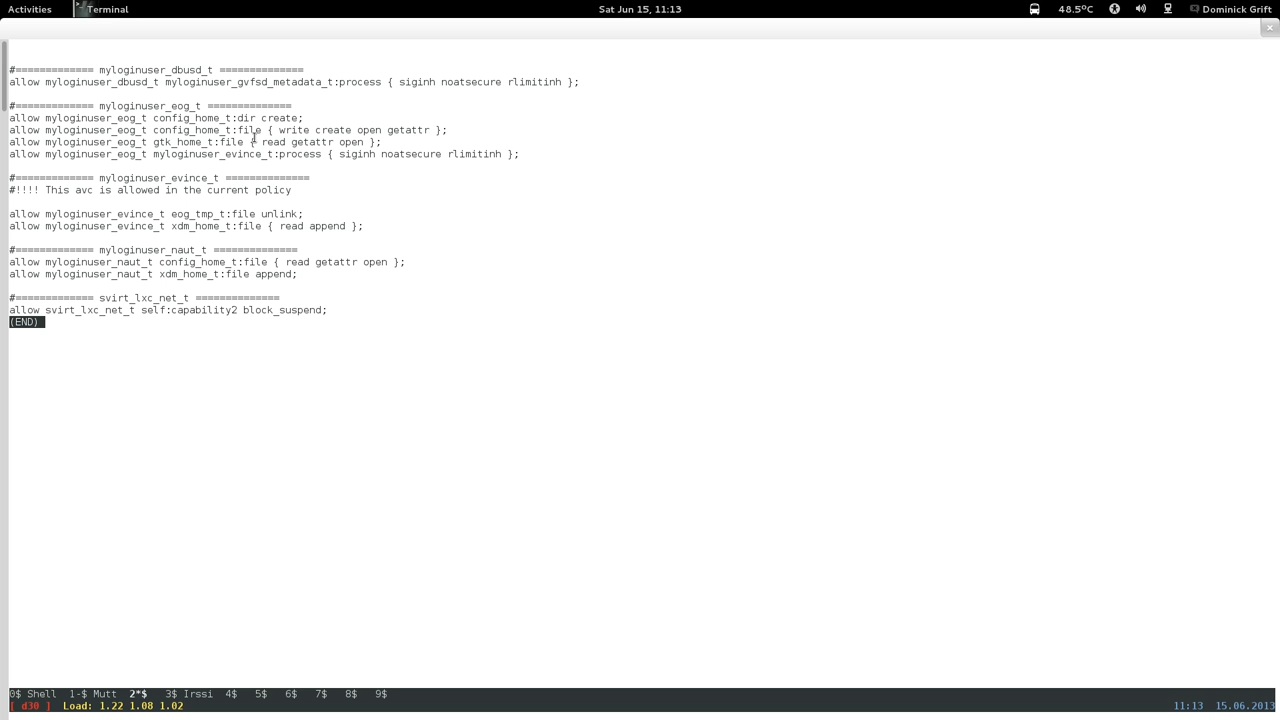 Activities
Terminal
Sat Jun 15, 11:13
48.5°C
Dominick Grift
#============= myloginuser_dbusd_t ==============
allow myloginuser_dbusd_t myloginuser_gvfsd_metadata_t:process { siginh noatsecure rlimitinh };
#============= myloginuser_eog_t ==============
allow myloginuser_eog_t config_home_t:dir create;
allow myloginuser_eog_t config_home_t:file { write create open getattr };
allow myloginuser_eog_t gtk_home_t:file { read getattr open };
allow myloginuser_eog_t myloginuser_evince_t:process { siginh noatsecure rlimitinh };
#============= myloginuser_evince_t ==============
#!!!! This avc is allowed in the current policy
allow myloginuser_evince_t eog_tmp_t:file unlink;
allow myloginuser_evince_t xdm_home_t:file { read append };
#============= myloginuser_naut_t ==============
allow myloginuser_naut_t config_home_t:file { read getattr open };
allow myloginuser_naut_t xdm_home_t:file append;
#============= svirt_lxc_net_t ==============
allow svirt_lxc_net_t self:capability2 block_suspend;
(END)
0$ Shell 1-$ Mutt 2*$ 3$ Irssi 4$ 5$ 6$ 7$ 8$ 9$
[ d30 ] Load: 1.22 1.08 1.02 11:13 15.06.2013